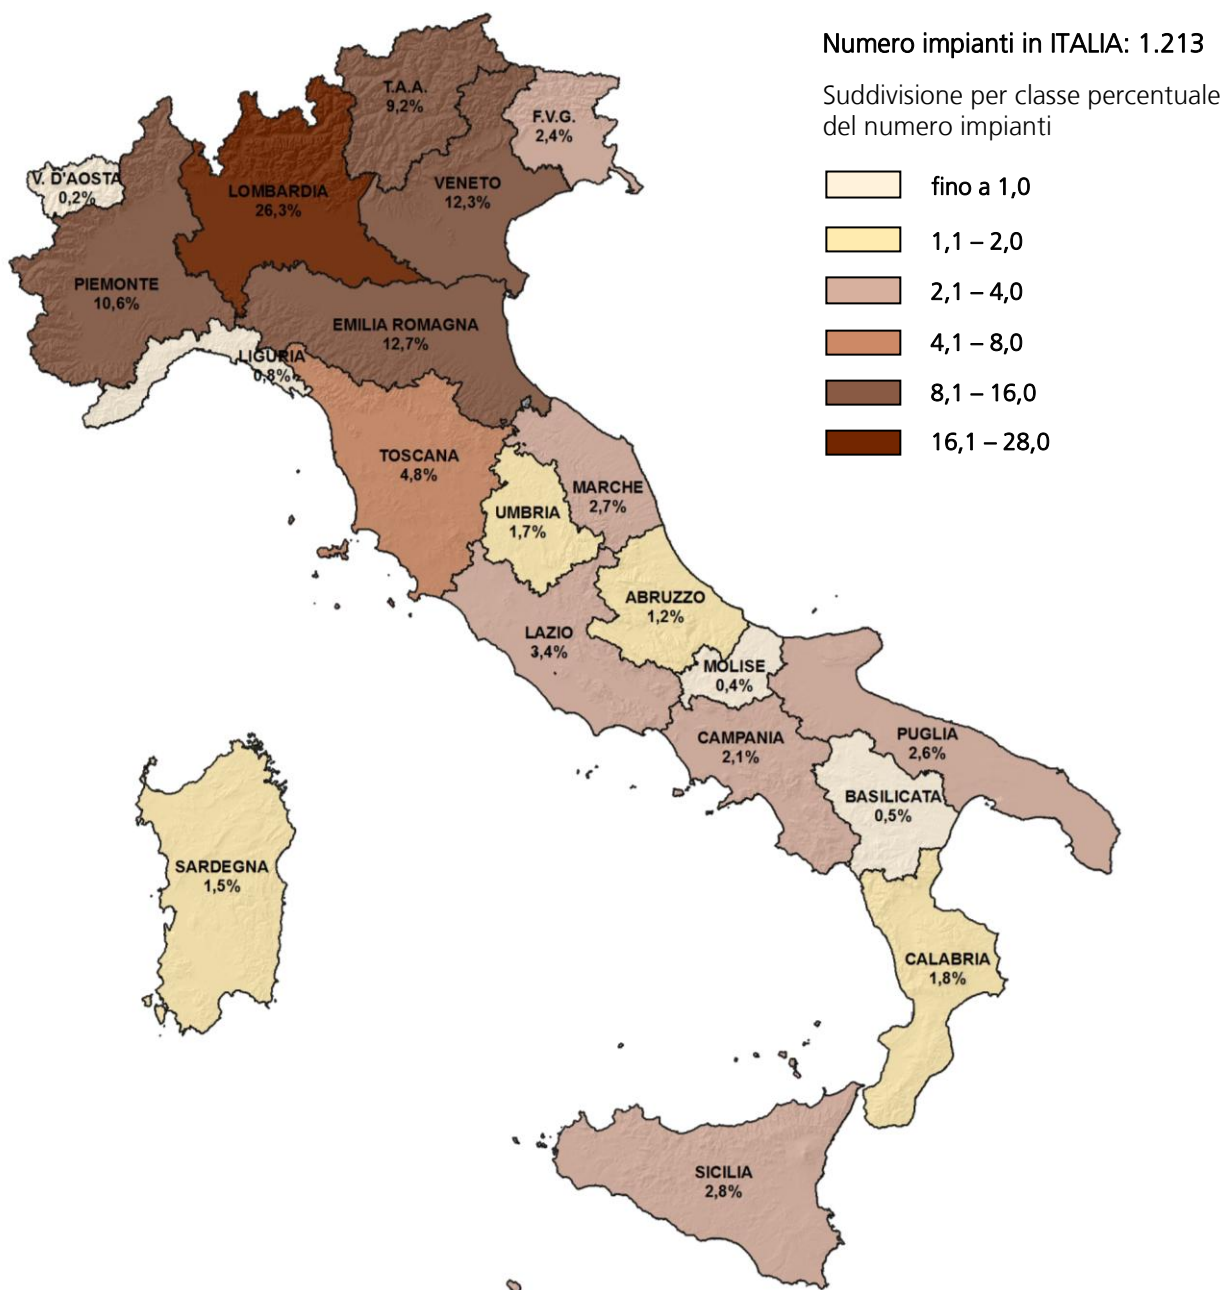 Numero impianti in ITALIA: 1.213
Suddivisione per classe percentuale
del numero impianti
fino a 1,0
1,1 – 2,0
2,1 – 4,0
4,1 – 8,0
8,1 – 16,0
16,1 – 28,0
T.A.A.
9,2%
F.V.G.
2,4%
V. D'AOSTA
0,2%
LOMBARDIA
26,3%
VENETO
12,3%
PIEMONTE
10,6%
EMILIA ROMAGNA
12,7%
LIGURIA
0,8%
TOSCANA
4,8%
MARCHE
2,7%
UMBRIA
1,7%
ABRUZZO
1,2%
LAZIO
3,4%
MOLISE
0,4%
CAMPANIA
2,1%
PUGLIA
2,6%
BASILICATA
0,5%
SARDEGNA
1,5%
CALABRIA
1,8%
SICILIA
2,8%